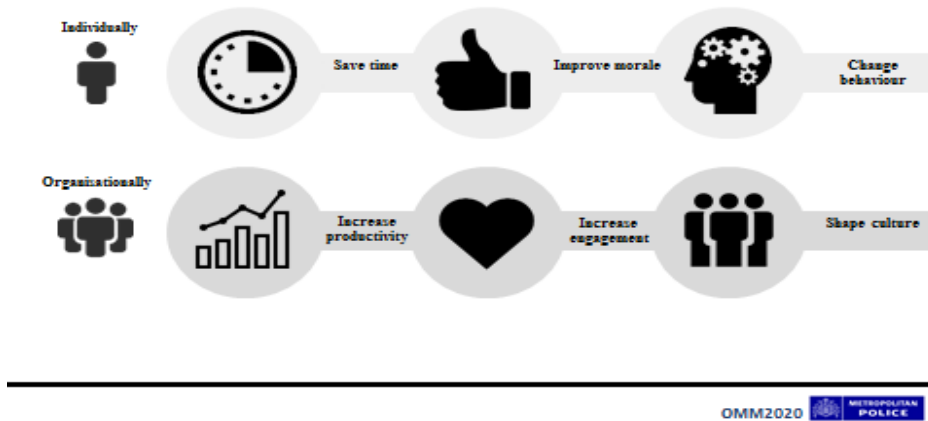 Individually
Save time
Improve morale
Change
behaviour
Organisationally
Increase
productivity
Increase
engagement
Shape culture
OMM2020
METROPOLITAN
POLICE